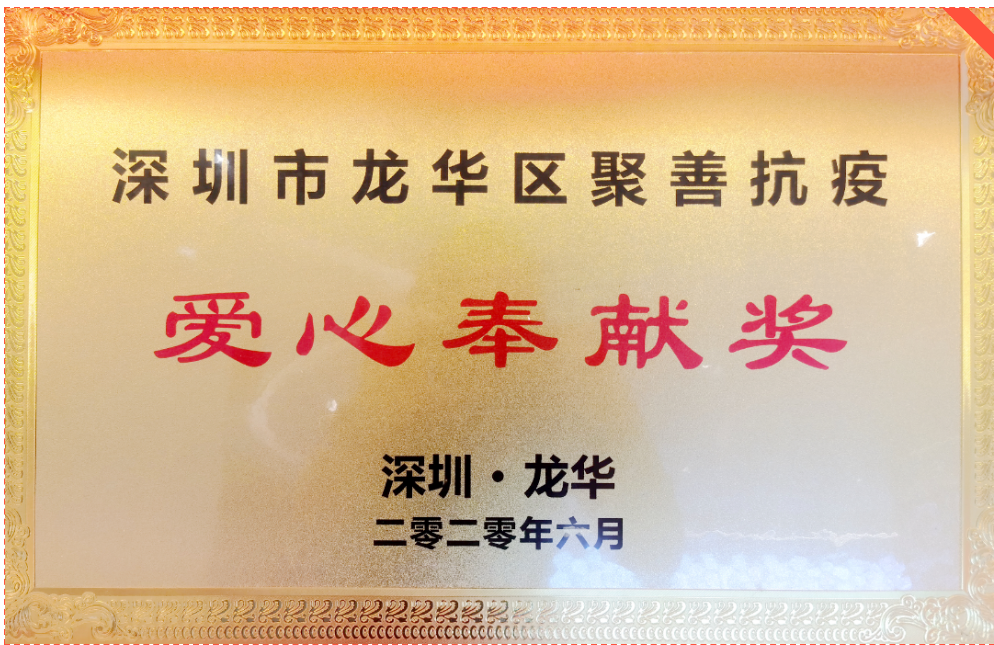 深圳市龙华区聚善抗疫
爱心奉献奖
深圳·龙华
二零二零年六月